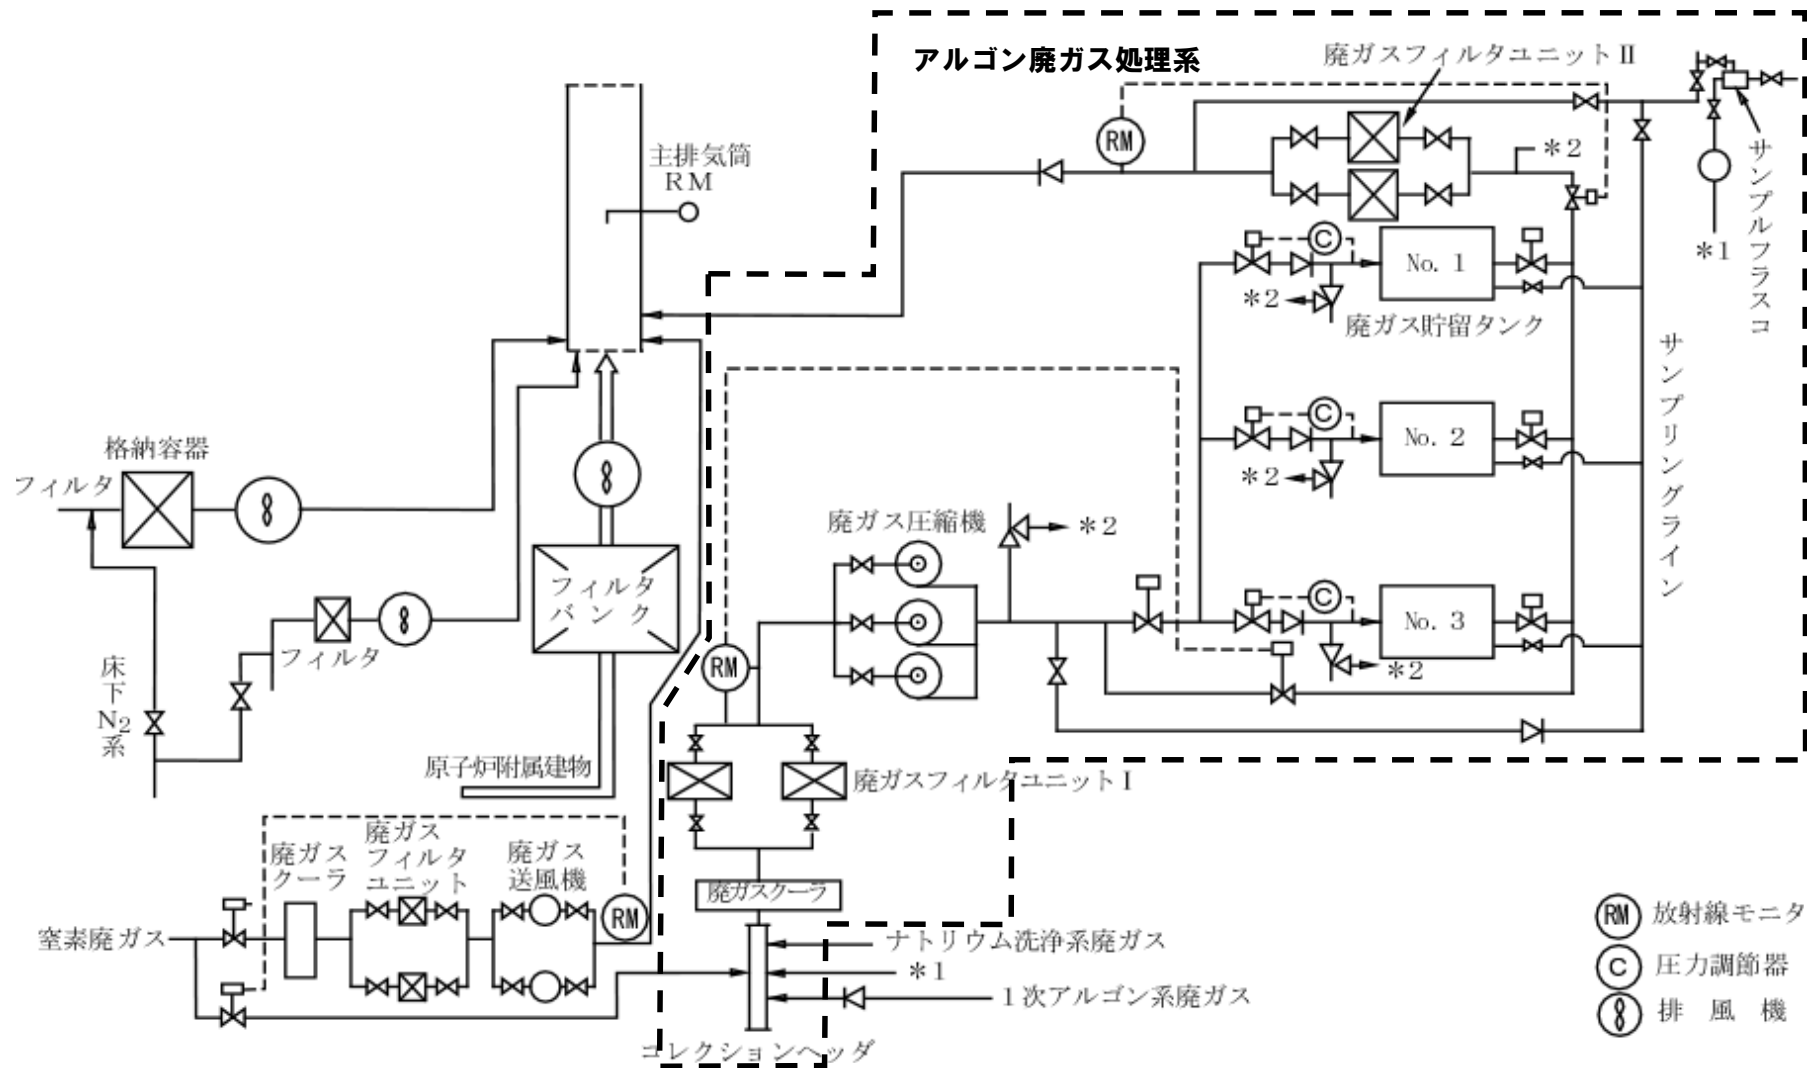 アルゴン廃ガス処理系
廃ガスフィルタユニットⅡ
RM
主排気筒
RM
＊2
サンプルフラスコ
＊1
C
No. 1
＊2
廃ガス貯留タンク
サンプリングライン
C
No. 2
＊2
格納容器
フィルタ
廃ガス圧縮機
＊2
フィルタ
バンク
C
No. 3
＊2
フィルタ
RM
床下
N2
系
原子炉附属建物
廃ガスフィルタユニットⅠ
廃ガス
クーラ
廃ガス
フィルタ
ユニット
廃ガス
送風機
廃ガスクーラ
RM
窒素廃ガス
ナトリウム洗浄系廃ガス
＊1
1次アルゴン系廃ガス
コレクションヘッダ
RM 放射線モニタ
C 圧力調節器
排 風 機